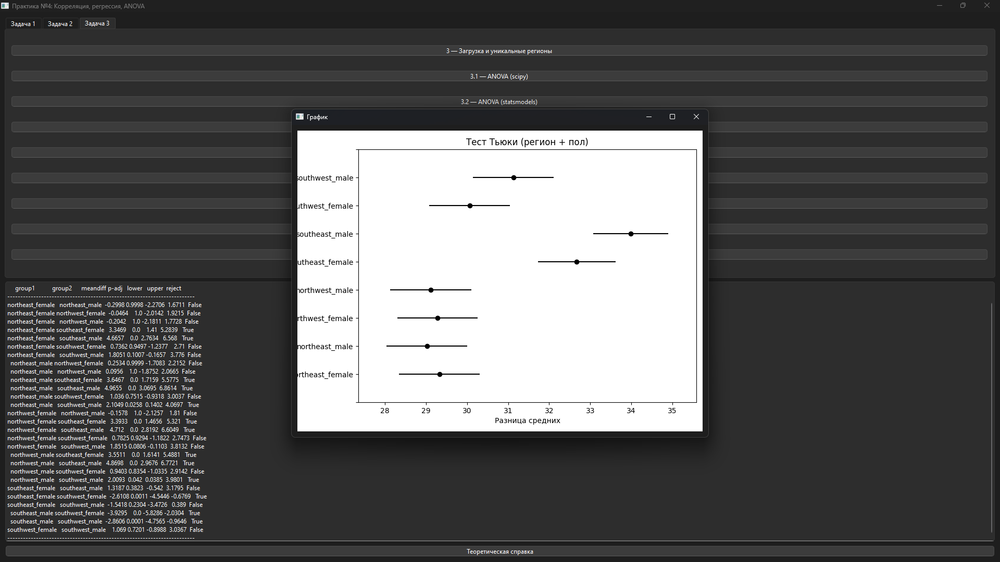 Практика №4: Корреляция, регрессия, ANOVA
Задача 1 Задача 2 Задача 3
3 — Загрузка и уникальные регионы
3.1 — ANOVA (scipy)
3.2 — ANOVA (statsmodels)
График
Тест Тьюки (регион + пол)
southwest_male
uthwest_female
southeast_male
utheast_female
northwest_male
rthwest_female
northeast_male
rtheast_female
28 29 30 31 32 33 34 35
Разница средних
group1 group2 meandiff p-adj lower upper reject
------------------------------------------------------------------------
northeast_female northeast_male -0.2998 0.9998 -2.2706 1.6711 False
northeast_female northwest_female -0.0464 1.0 -2.0142 1.9215 False
northeast_female northwest_male -0.2042 1.0 -2.1811 1.7728 False
northeast_female southeast_female 3.3469 0.0 1.41 5.2839 True
northeast_female southeast_male 4.6657 0.0 2.7634 6.568 True
northeast_female southwest_female 0.7362 0.9497 -1.2377 2.71 False
northeast_female southwest_male 1.8051 0.1007 -0.1657 3.776 False
northeast_male northwest_female 0.2534 0.9999 -1.7083 2.2152 False
northeast_male northwest_male 0.0956 1.0 -1.8752 2.0665 False
northeast_male southeast_female 3.6467 0.0 1.7159 5.5775 True
northeast_male southeast_male 4.9655 0.0 3.0695 6.8614 True
northeast_male southwest_female 1.036 0.7515 -0.9318 3.0037 False
northeast_male southwest_male 2.1049 0.0258 0.1402 4.0697 True
northwest_female northwest_male -0.1578 1.0 -2.1257 1.81 False
northwest_female southeast_female 3.3933 0.0 1.4656 5.321 True
northwest_female southeast_male 4.712 0.0 2.8192 6.6049 True
northwest_female southwest_female 0.7825 0.9294 -1.1822 2.7473 False
northwest_female southwest_male 1.8515 0.0806 -0.1103 3.8132 False
northwest_male southeast_female 3.5511 0.0 1.6141 5.4881 True
northwest_male southeast_male 4.8698 0.0 2.9676 6.7721 True
northwest_male southwest_female 0.9403 0.8354 -1.0335 2.9142 False
northwest_male southwest_male 2.0093 0.042 0.0385 3.9801 True
southeast_female southeast_male 1.3187 0.3823 -0.542 3.1795 False
southeast_female southwest_female -2.6108 0.0011 -4.5446 -0.6769 True
southeast_female southwest_male -1.5418 0.2304 -3.4726 0.389 False
southeast_male southwest_female -3.9295 0.0 -5.8286 -2.0304 True
southeast_male southwest_male -2.8606 0.0001 -4.7565 -0.9646 True
southwest_female southwest_male 1.069 0.7201 -0.8988 3.0367 False
------------------------------------------------------------------------
Теоретическая справка